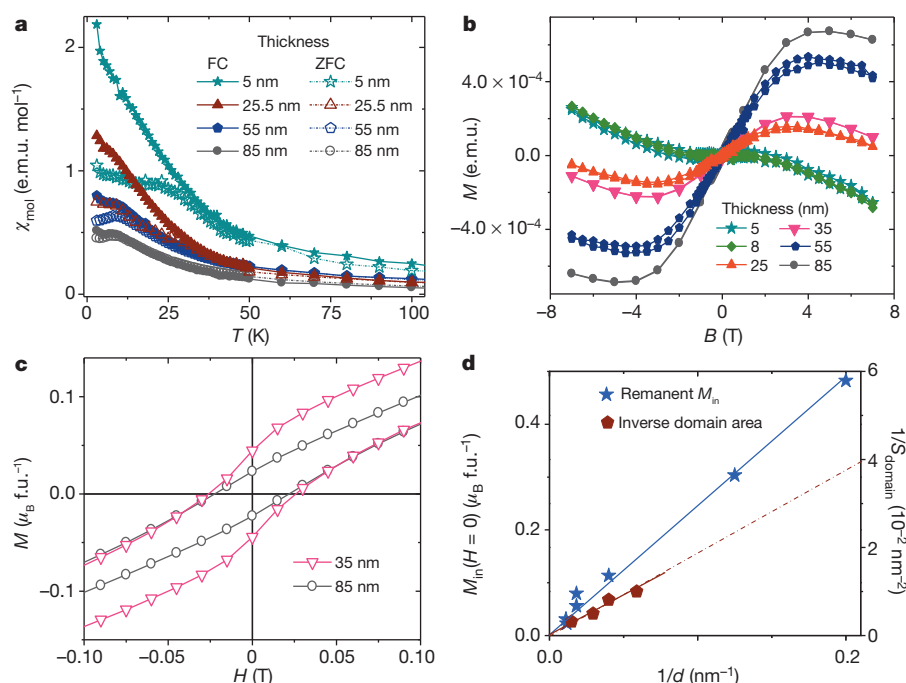 a
Thickness
FC
ZFC
5 nm
5 nm
25.5 nm
25.5 nm
55 nm
55 nm
85 nm
85 nm
2
1
0
χmol (e.m.u. mol⁻¹)
0
25
50
75
100
T (K)
b
4.0 × 10⁻⁴
0.0
−4.0 × 10⁻⁴
M (e.m.u.)
Thickness (nm)
5
35
8
55
25
85
−8
−4
0
4
8
B (T)
c
0.1
0.0
−0.1
M (μB f.u.⁻¹)
35 nm
85 nm
−0.10
−0.05
0
0.05
0.10
H (T)
d
Remanent Min
Inverse domain area
0.4
0.2
0.0
Min(H = 0) (μB f.u.⁻¹)
6
4
2
1
0
1/Sdomain (10⁻² nm⁻²)
0.0
0.1
0.2
1/d (nm⁻¹)